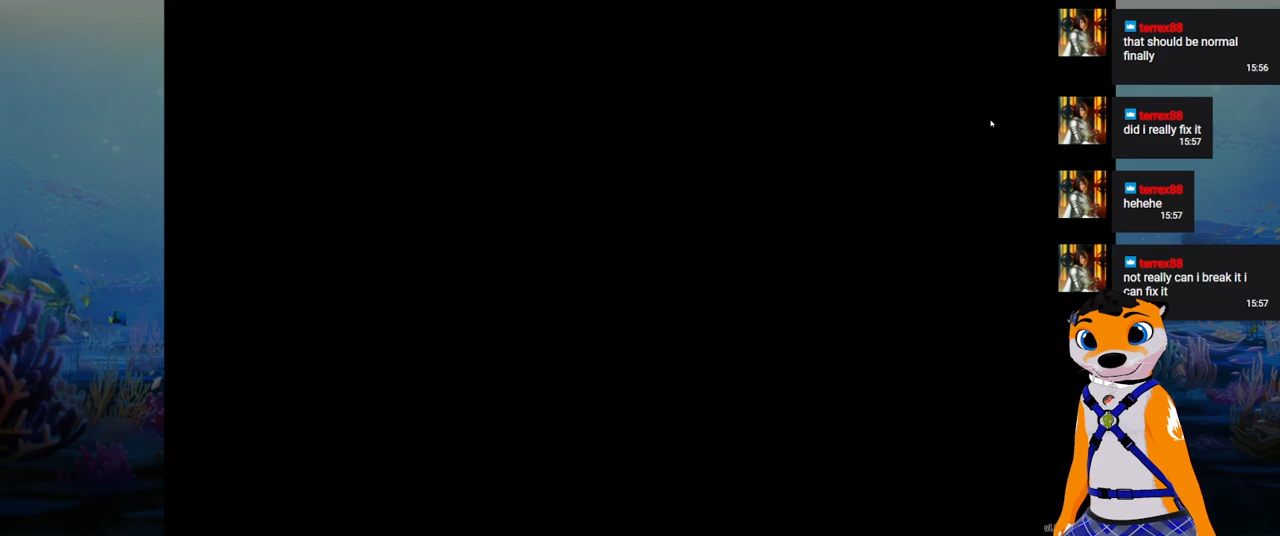 terrex88
that should be normal
finally
15:56
terrex88
did i really fix it
15:57
terrex88
hehehe
15:57
terrex88
not really can i break it i
can fix it
15:57